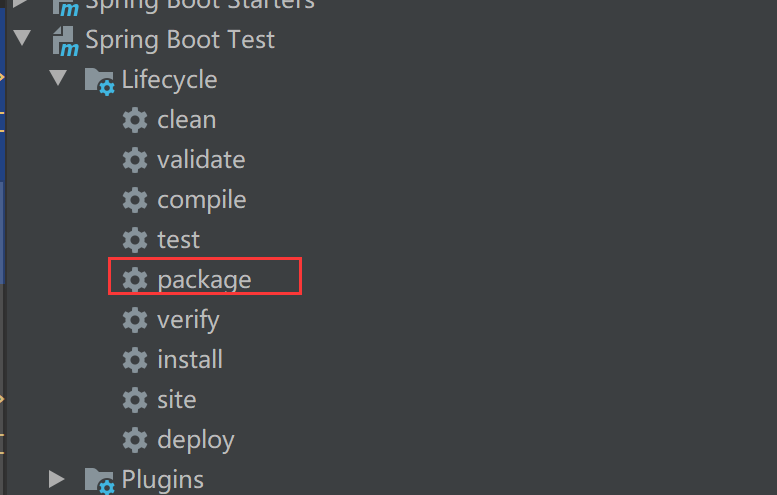 Spring Boot Starters
Spring Boot Test
Lifecycle
clean
validate
compile
test
package
verify
install
site
deploy
Plugins